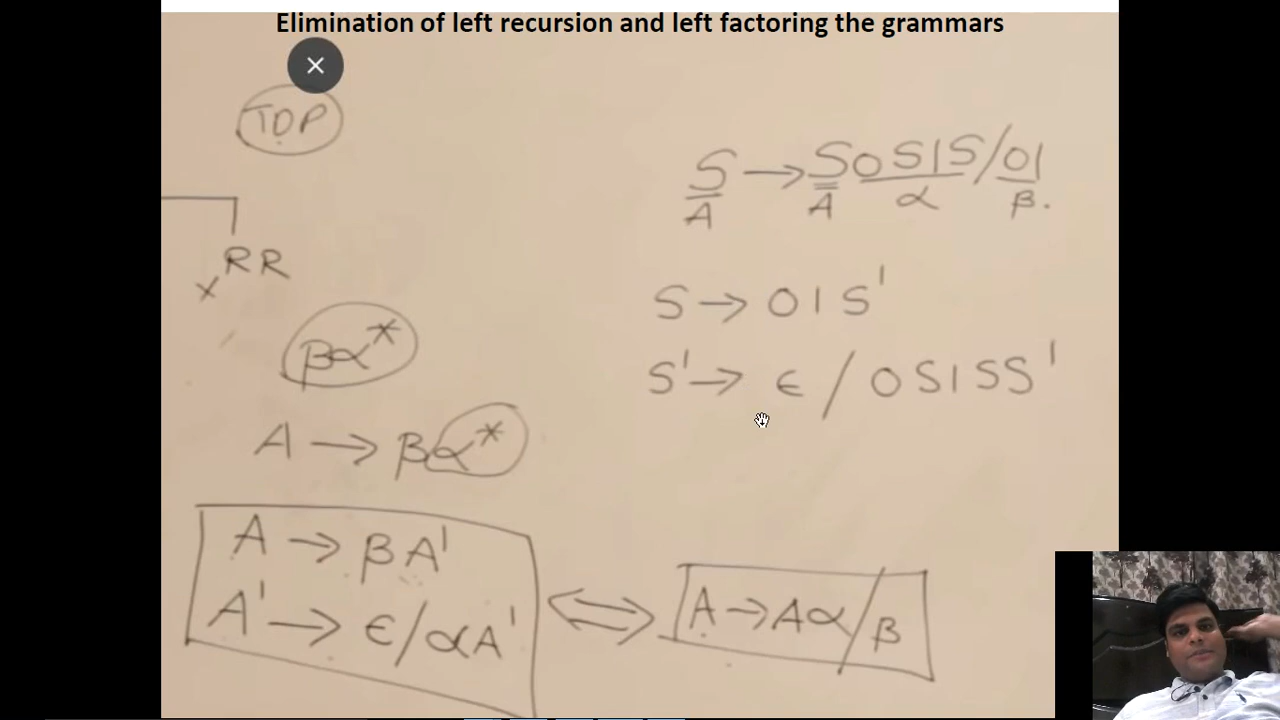 Elimination of left recursion and left factoring the grammars
TOP
RR
x
βα*
A → βα*
A → βA'
A' → ϵ/αA'
S → S0S1S/01
A A α β.
S → 01S'
S' → ϵ/0S1SS'
A → Aα/β